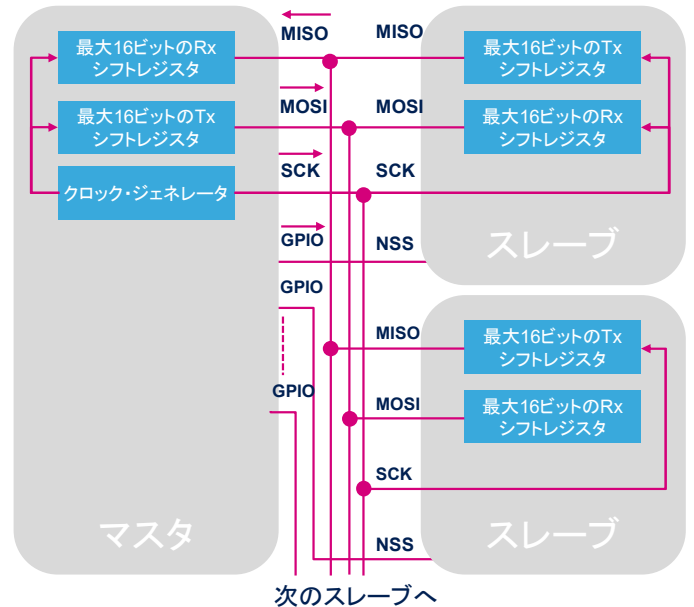 MISO
MISO
最大16ビットのRx
シフトレジスタ
最大16ビットのTx
シフトレジスタ
MOSI
MOSI
最大16ビットのTx
シフトレジスタ
最大16ビットのRx
シフトレジスタ
SCK
SCK
クロック・ジェネレータ
GPIO
NSS
スレーブ
GPIO
MISO
最大16ビットのTx
シフトレジスタ
GPIO
MOSI
最大16ビットのRx
シフトレジスタ
SCK
マスタ
スレーブ
NSS
次のスレーブへ